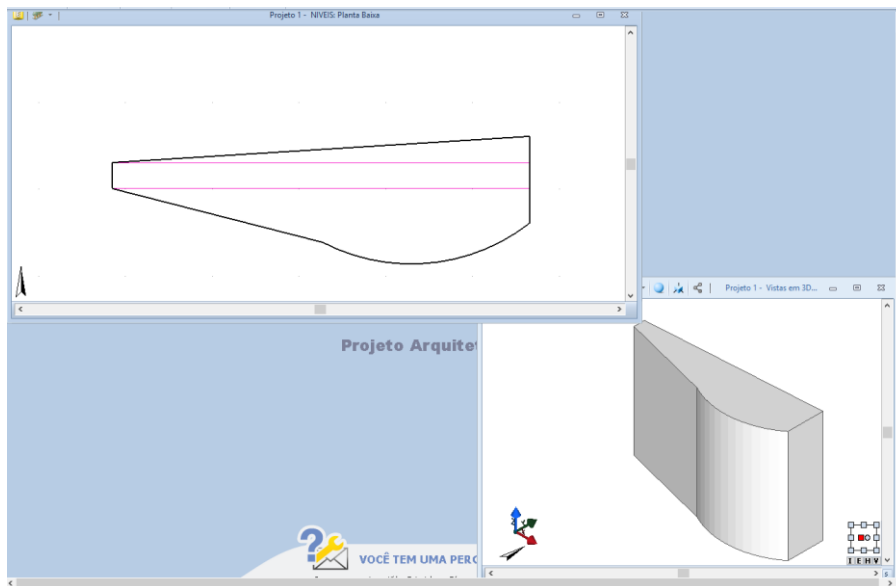 Projeto 1 - NIVEIS: Planta Baixa
Projeto 1 - Vistas em 3D...
Projeto Arquitet
VOCÊ TEM UMA PERG
I E H V